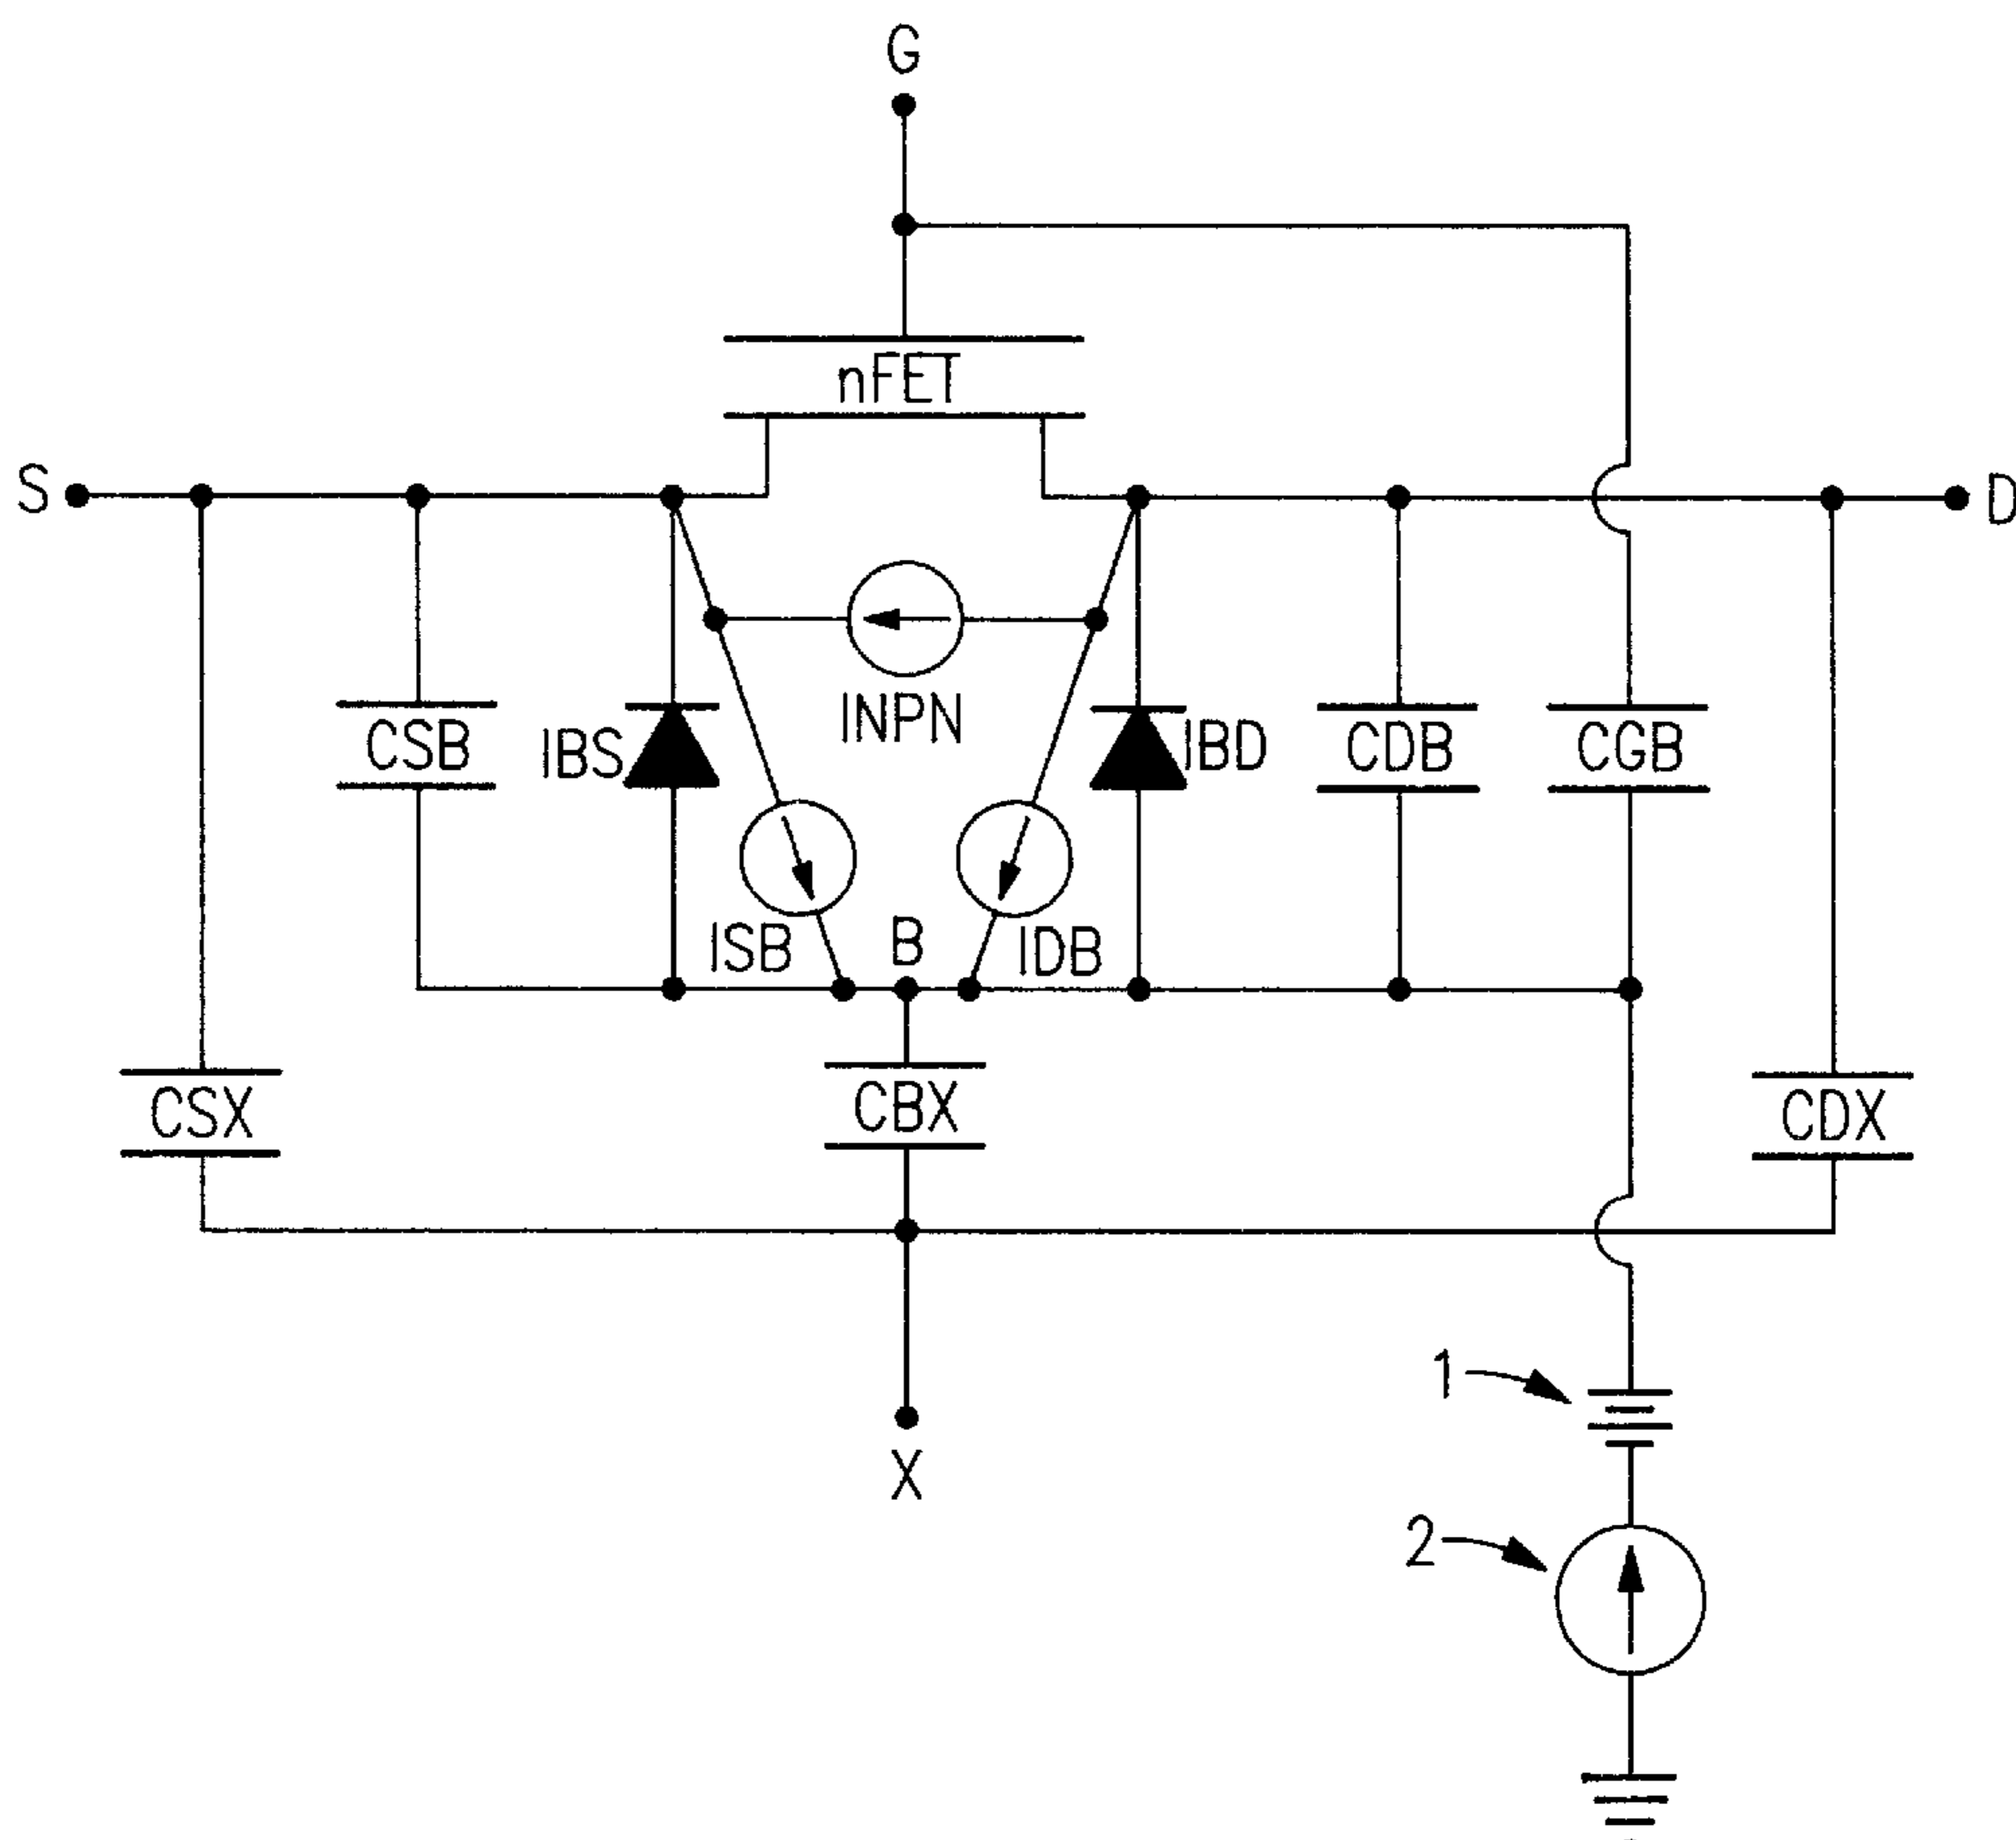 G
nFET
S
D
INPN
CSB
IBS
IBD
CDB
CGB
ISB
B
IDB
CSX
CBX
CDX
1
X
2